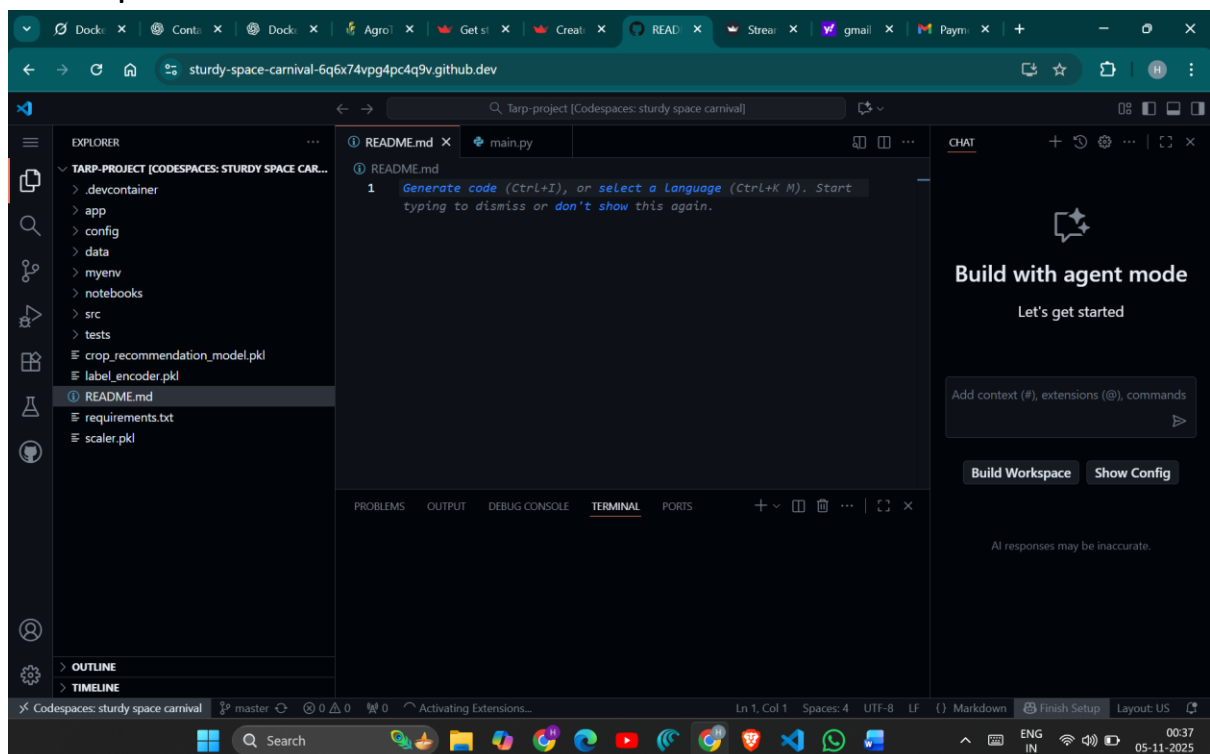 Docke
Conta
Docke
AgroT
Get st
Create
READ
Strear
gmail
Payme
sturdy-space-carnival-6q6x74vpg4pc4q9v.github.dev
H
Tarp-project [Codespaces: sturdy space carnival]
EXPLORER
TARP-PROJECT [CODESPACES: STURDY SPACE CAR...
.devcontainer
app
config
data
myenv
notebooks
src
tests
crop_recommendation_model.pkl
label_encoder.pkl
README.md
requirements.txt
scaler.pkl
OUTLINE
TIMELINE
README.md
main.py
README.md
1 Generate code (Ctrl+I), or select a language (Ctrl+K M). Start
typing to dismiss or don't show this again.
PROBLEMS OUTPUT DEBUG CONSOLE TERMINAL PORTS
CHAT
Build with agent mode
Let's get started
Add context (#), extensions (@), commands
Build Workspace Show Config
AI responses may be inaccurate.
Codespaces: sturdy space carnival master 0 0 0 Activating Extensions... Ln 1, Col 1 Spaces: 4 UTF-8 LF {} Markdown Finish Setup Layout: US
Search
ENG
IN
00:37
05-11-2025